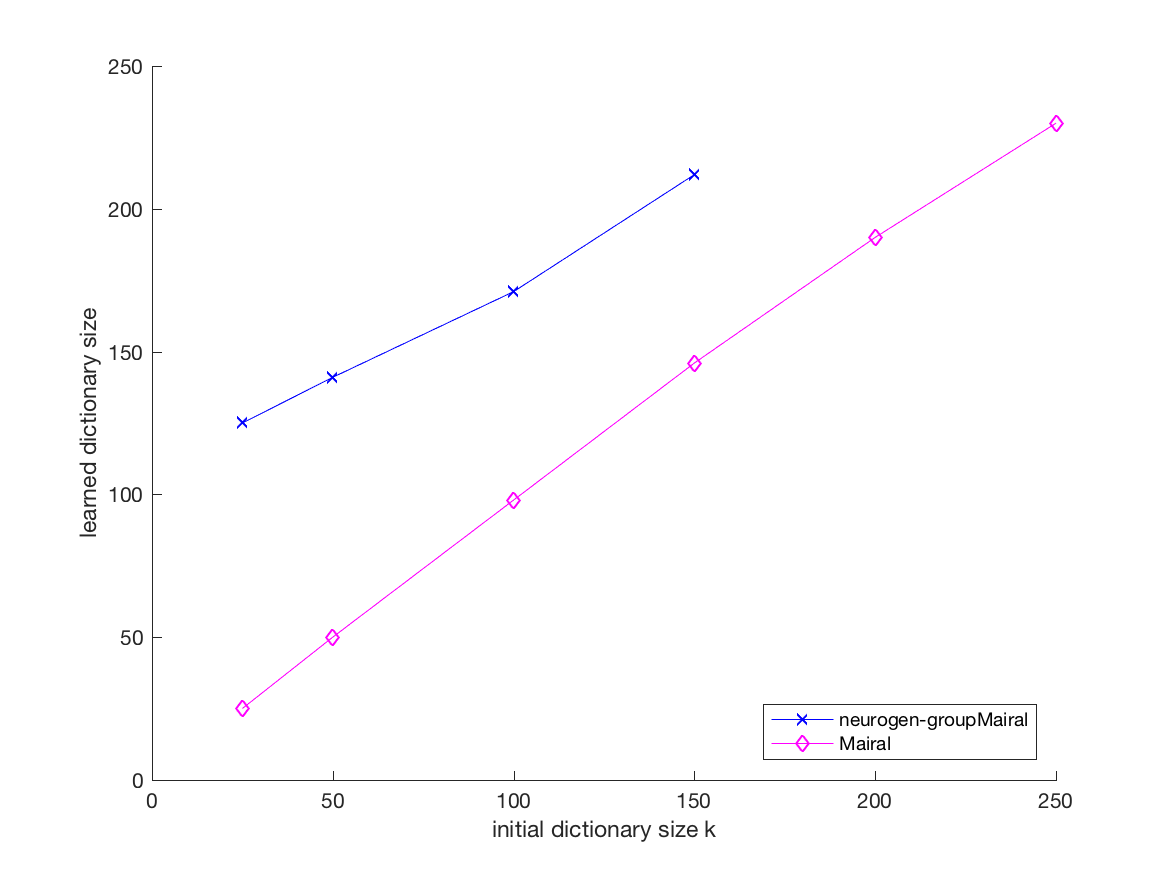 250
200
150
100
50
0
learned dictionary size
0 50 100 150 200 250
initial dictionary size k
neurogen-groupMairal
Mairal